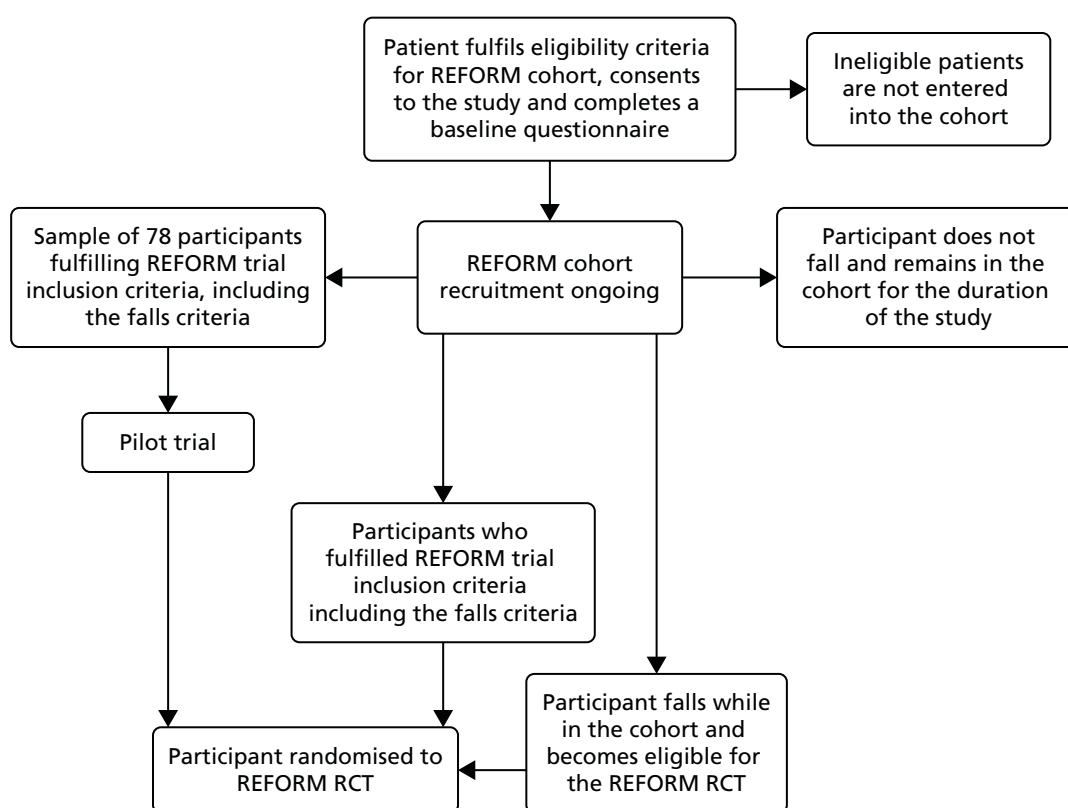 Patient fulfils eligibility criteria
for REFORM cohort, consents
to the study and completes a
baseline questionnaire
Ineligible patients
are not entered
into the cohort
Sample of 78 participants
fulfilling REFORM trial
inclusion criteria, including
the falls criteria
REFORM cohort
recruitment ongoing
Participant does not
fall and remains in the
cohort for the duration
of the study
Pilot trial
Participants who
fulfilled REFORM trial
inclusion criteria
including the falls criteria
Participant randomised to
REFORM RCT
Participant falls while
in the cohort and
becomes eligible for
the REFORM RCT